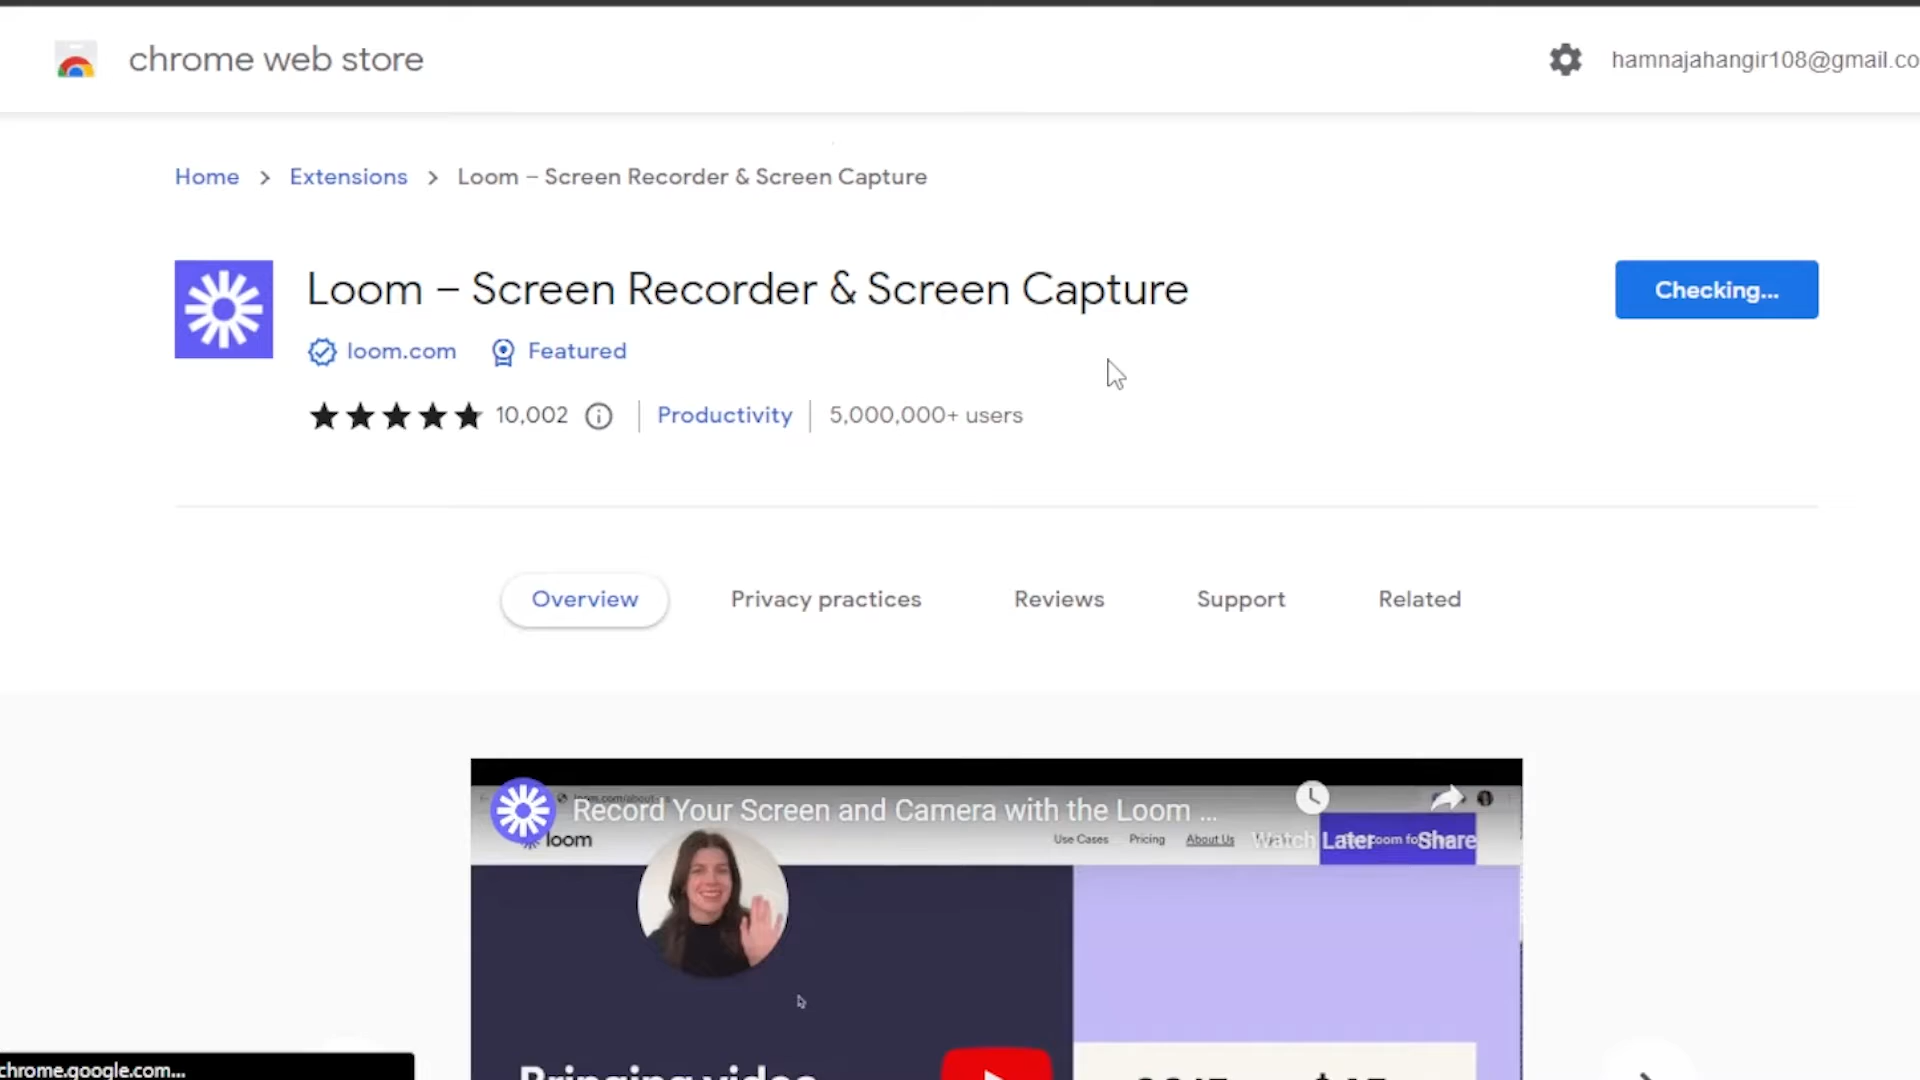 chrome web store
hamnajahangir108@gmail.co
Home > Extensions > Loom – Screen Recorder & Screen Capture
Loom – Screen Recorder & Screen Capture
Checking...
loom.com Featured
10,002 Productivity 5,000,000+ users
Overview Privacy practices Reviews Support Related
Record Your Screen and Camera with the Loom ...
loom Use Cases Pricing About Us
Watch Later Share
Bringing video
chrome.google.com...